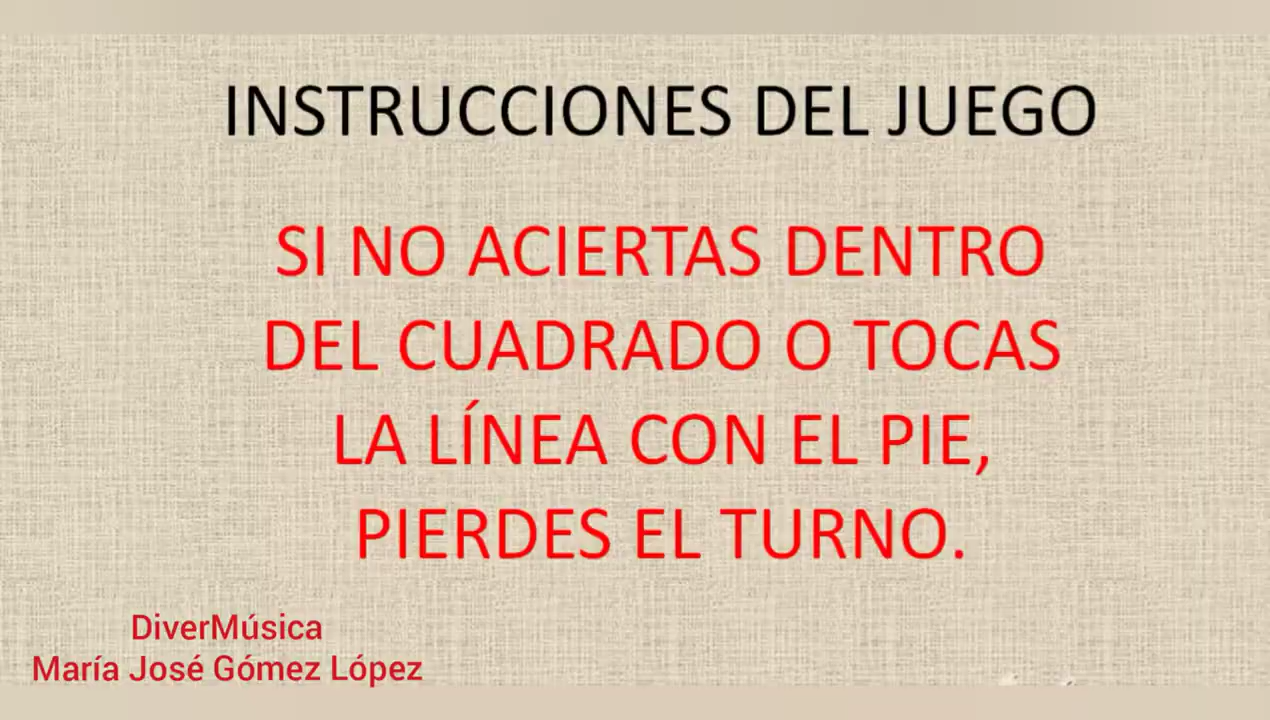 INSTRUCCIONES DEL JUEGO
SI NO ACIERTAS DENTRO
DEL CUADRADO O TOCAS
LA LÍNEA CON EL PIE,
PIERDES EL TURNO.
DiverMúsica
María José Gómez López